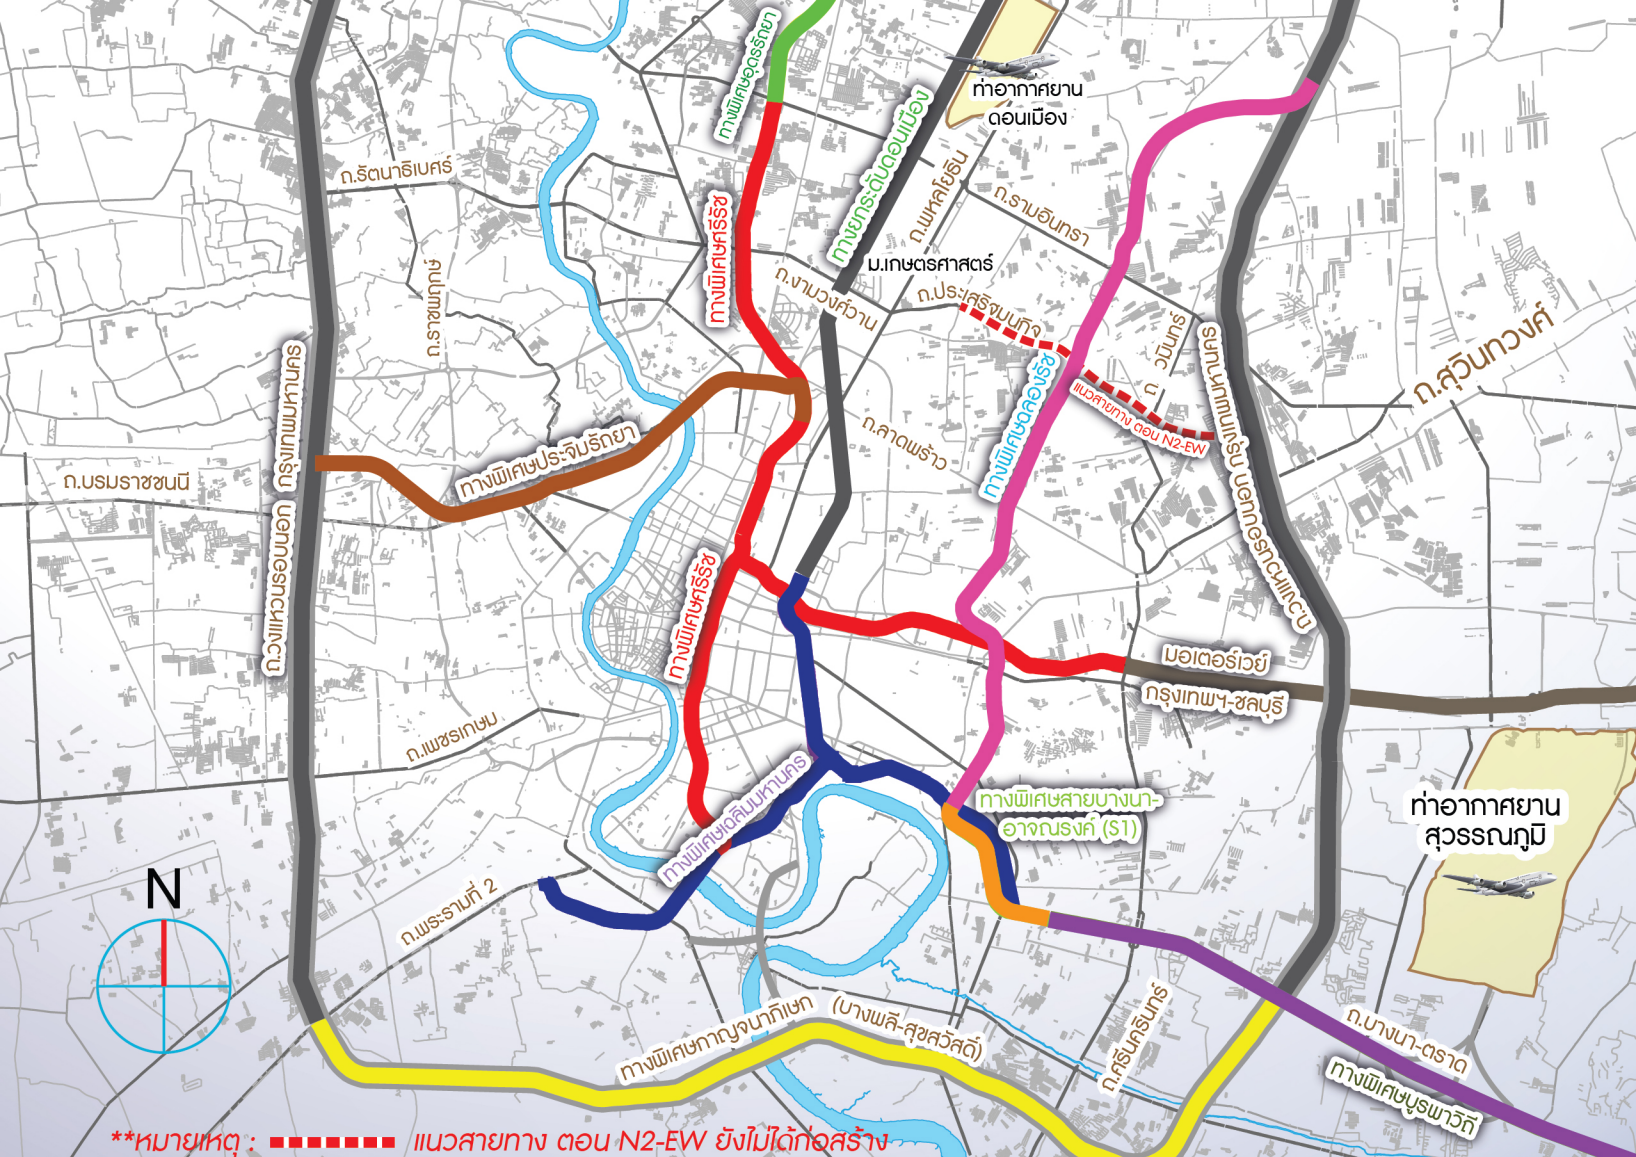 ทางพิเศษอุดรรัถยา
ท่าอากาศยาน
ดอนเมือง
ทางยกระดับดอนเมือง
ถ.พหลโยธิน
ถ.รามอินทรา
ถ.รัตนาธิเบศร์
ทางพิเศษศรีรัช
ม.เกษตรศาสตร์
ถ.งามวงศ์วาน
ถ.ประเสริฐมนูกิจ
ถ.ราชพฤกษ์
ถ. นวมินทร์
ทางพิเศษฉลองรัช
แนวสายทาง ตอน N2-EW
ถ.สุวินทวงศ์
ถ.วงแหวนรอบนอก กรุงเทพมหานคร
ถ.วงแหวนรอบนอก
ถ.ลาดพร้าว
ทางพิเศษประจิมรัถยา
ถ.บรมราชชนนี
ทางพิเศษศรีรัช
มอเตอร์เวย์
กรุงเทพฯ-ชลบุรี
ถ.เพชรเกษม
ทางพิเศษเฉลิมมหานคร
ทางพิเศษสายบางนา-
อาจณรงค์ (S1)
ท่าอากาศยาน
สุวรรณภูมิ
N
ถ.พระรามที่ 2
ทางพิเศษกาญจนาภิเษก (บางพลี-สุขสวัสดิ์)
ถ.ศรีนครินทร์
ถ.บางนา-ตราด
ทางพิเศษบูรพาวิถี
**หมายเหตุ : แนวสายทาง ตอน N2-EW ยังไม่ได้ก่อสร้าง